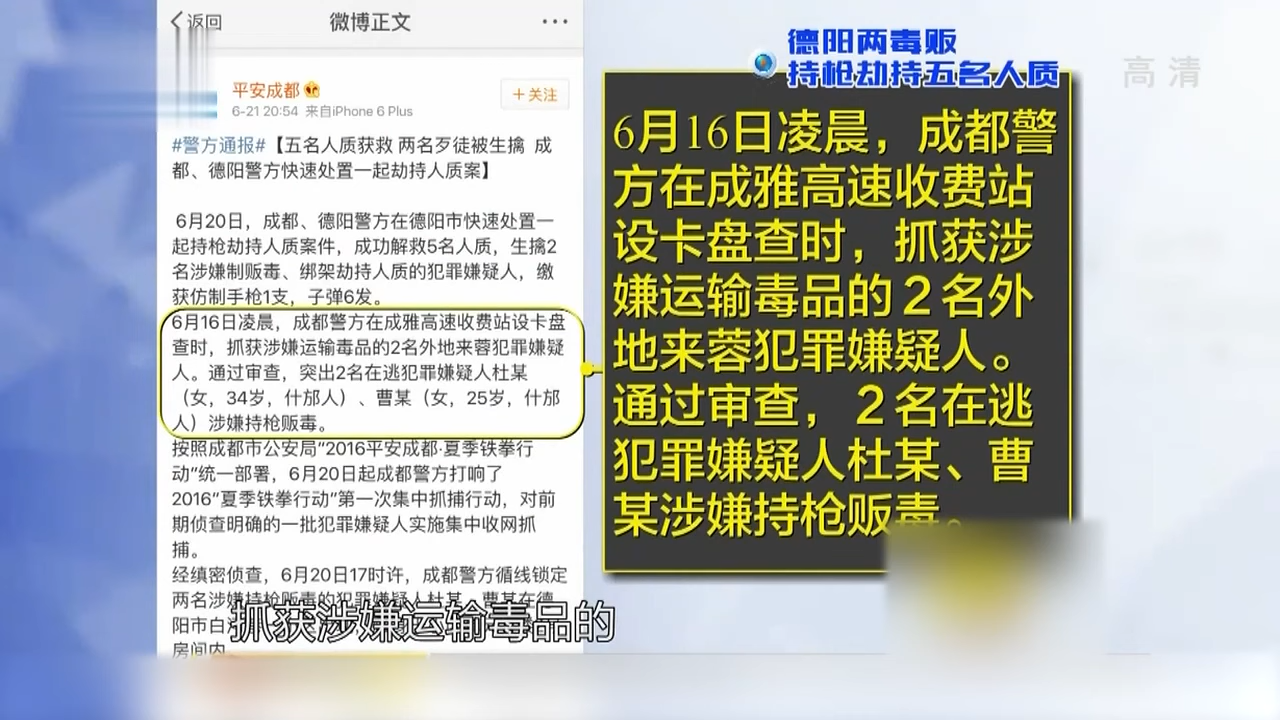 返回
微博正文
平安成都
+关注
6-21 20:54 来自iPhone 6 Plus
#警方通报#【五名人质获救 两名歹徒被生擒 成
都、德阳警方快速处置一起劫持人质案】
6月20日，成都、德阳警方在德阳市快速处置一
起持枪劫持人质案件，成功解救5名人质，生擒2
名涉嫌制贩毒、绑架劫持人质的犯罪嫌疑人，缴
获仿制手枪1支，子弹6发。
6月16日凌晨，成都警方在成雅高速收费站设卡盘
查时，抓获涉嫌运输毒品的2名外地来蓉犯罪嫌疑
人。通过审查，突出2名在逃犯罪嫌疑人杜某
（女，34岁，什邡人）、曹某（女，25岁，什邡
人）涉嫌持枪贩毒。
按照成都市公安局“2016平安成都·夏季铁拳行
动”统一部署，6月20日起成都警方打响了
2016“夏季铁拳行动”第一次集中抓捕行动，对前
期侦查明确的一批犯罪嫌疑人实施集中收网抓
捕。
经缜密侦查，6月20日17时许，成都警方循线锁定
两名涉嫌持枪贩毒的犯罪嫌疑人杜某、曹某在德
阳市白
房间内
德阳两毒贩
持枪劫持五名人质
高清
6月16日凌晨，成都警
方在成雅高速收费站
设卡盘查时，抓获涉
嫌运输毒品的2名外
地来蓉犯罪嫌疑人。
通过审查，2名在逃
犯罪嫌疑人杜某、曹
某涉嫌持枪贩毒。
抓获涉嫌运输毒品的